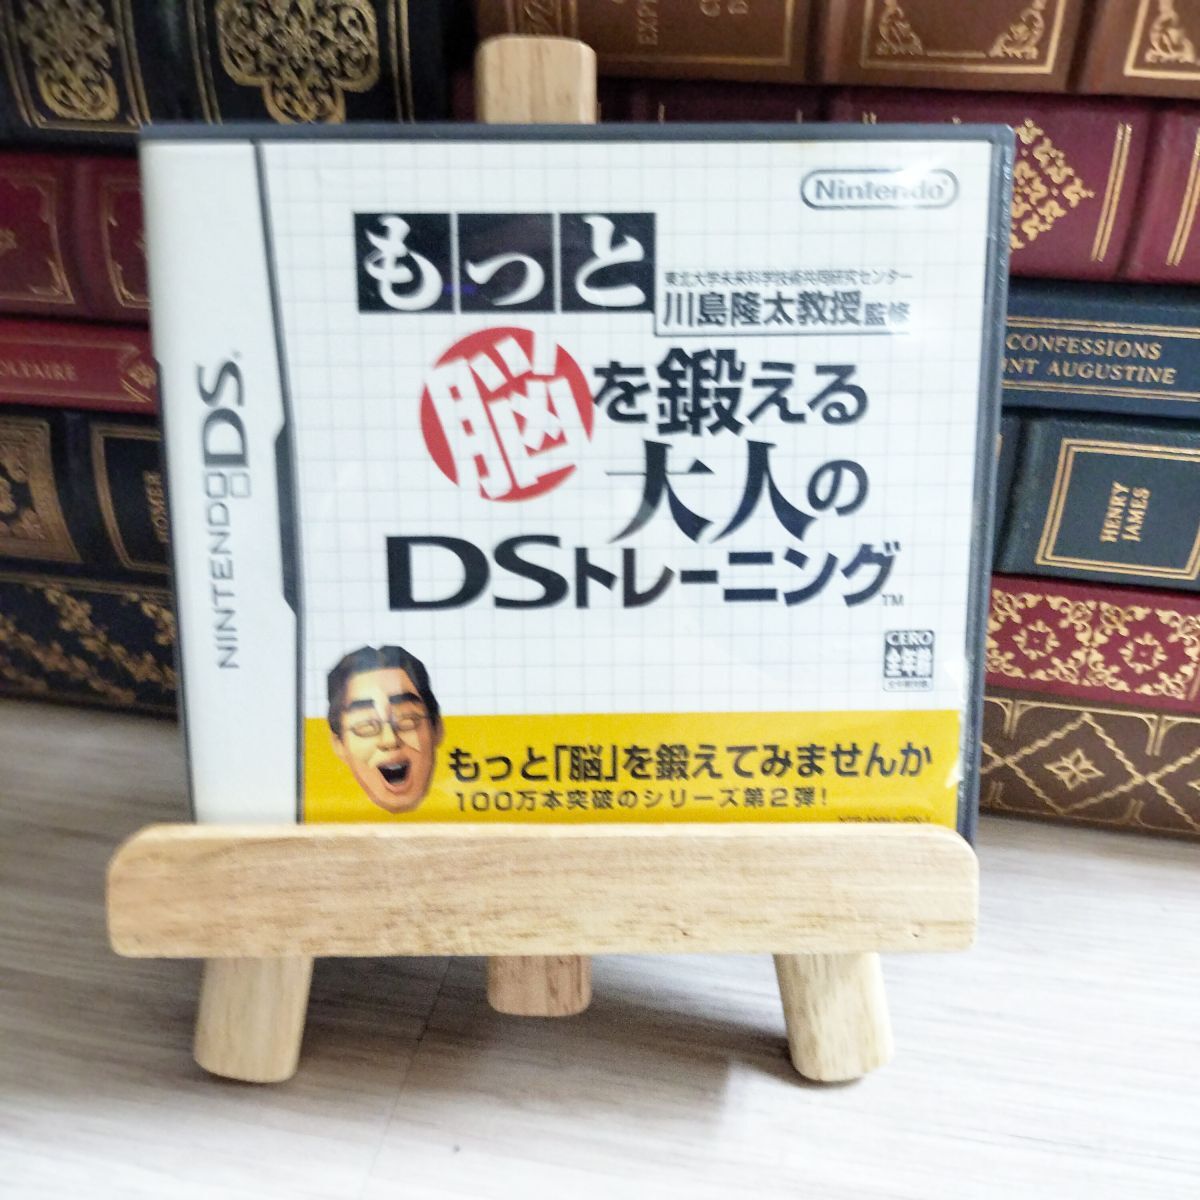 Nintendo
もっと
東北大学未来科学技術共同研究センター
川島隆太教授監修
脳を鍛える
大人の
DSトレーニング™
NINTENDO DS
CERO
全年齢
もっと「脳」を鍛えてみませんか
100万本突破のシリーズ第2弾!
CONFESSIONS
AUGUSTINE
HENRY
JAMES
HOMER